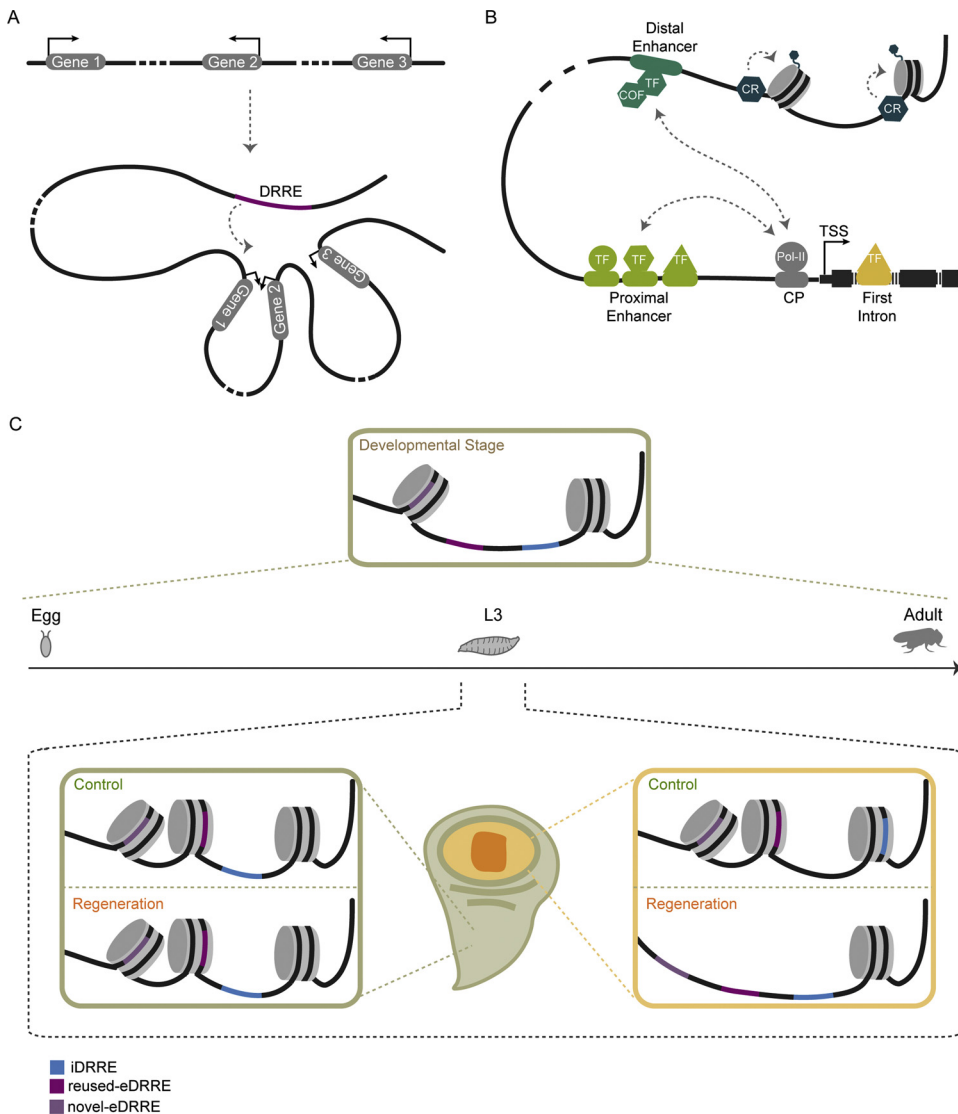 A
Gene 1
Gene 2
Gene 3
DRRE
Gene 1
Gene 2
Gene 3
B
Distal
Enhancer
TF
COF
CR
CR
TF
TF
TF
Proximal
Enhancer
Pol-II
CP
TSS
TF
First
Intron
C
Developmental Stage
Egg
L3
Adult
Control
Regeneration
Control
Regeneration
iDRRE
reused-eDRRE
novel-eDRRE